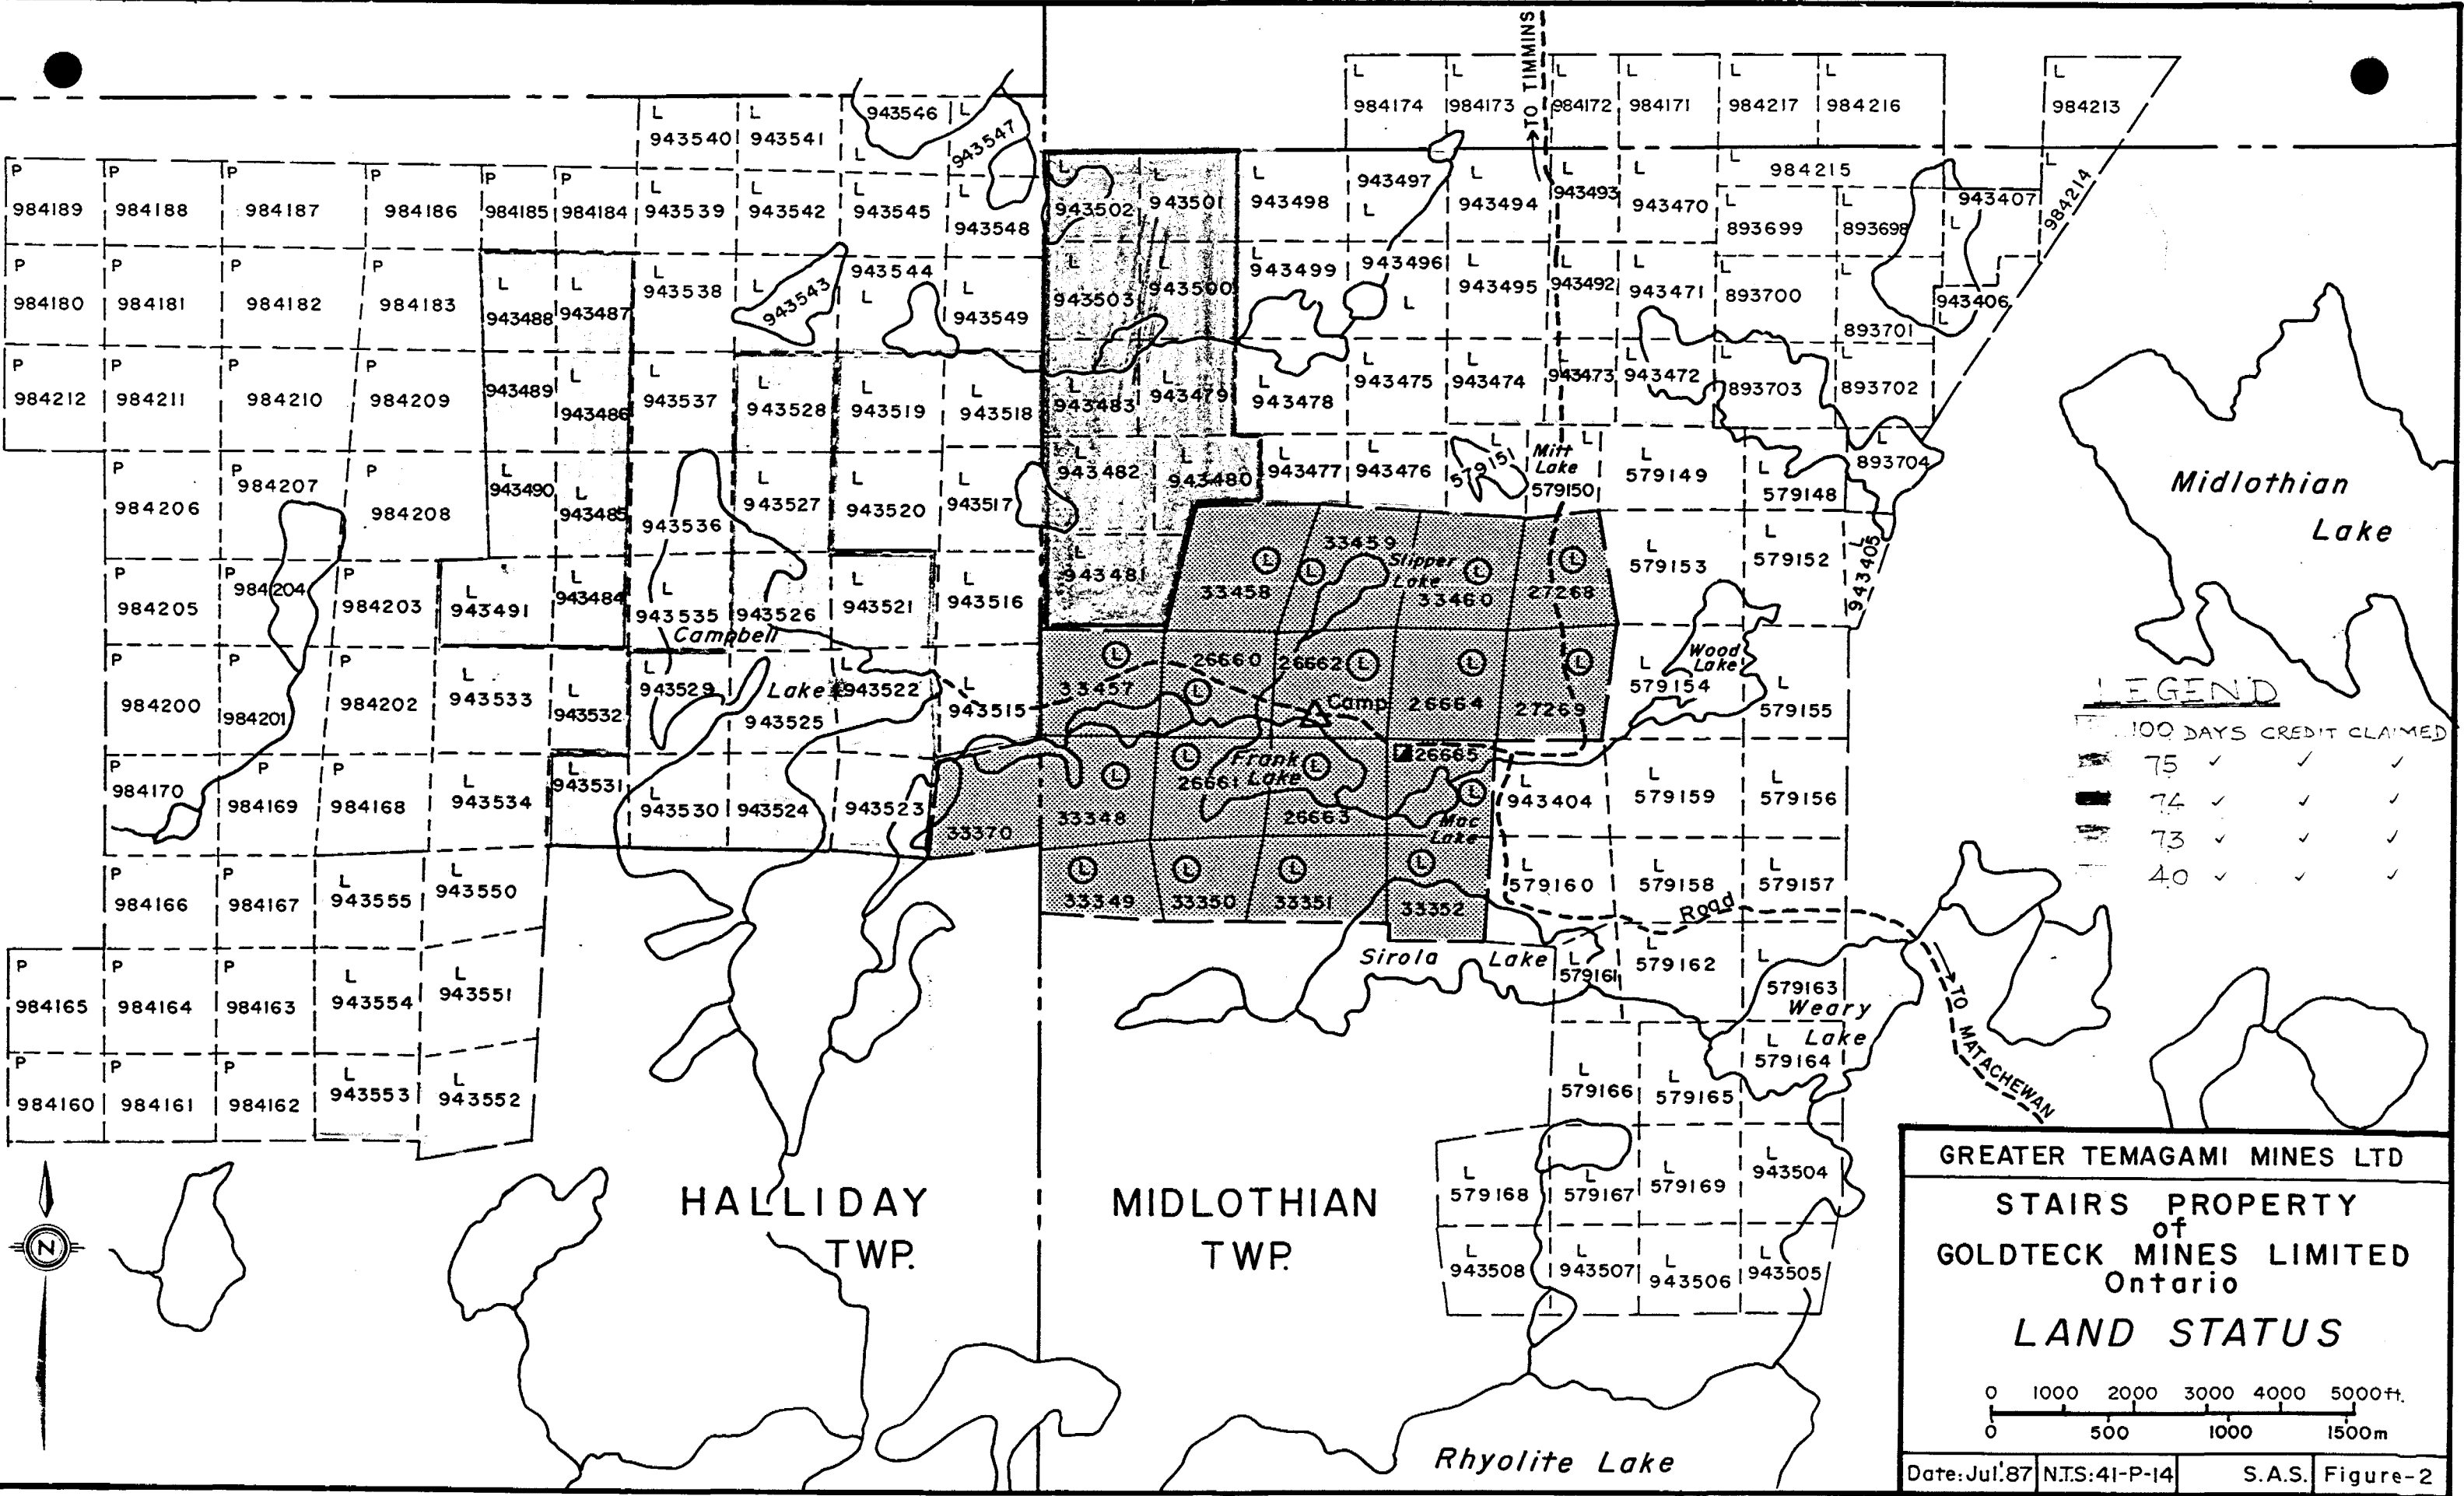 TO TIMMINS
L 984174 L 984173 L 984172 L 984171 L 984217 L 984216 L 984213
L 943540 L 943541 L 943546 L 943547
L 984215 L 984214
P 984189 P 984188 P 984187 P 984186 P 984185 P 984184 L 943539 L 943542 L 943545 L 943548 L 943502 L 943501 L 943498 L 943497 L 943494 L 943493 L 943470 L 893699 L 893698 L 943407
P 984180 P 984181 P 984182 P 984183 L 943488 L 943487 L 943538 L 943543 L 943544 L 943549 L 943503 L 943500 L 943499 L 943496 L 943495 L 943492 L 943471 L 893700 L 893701 L 943406
P 984212 P 984211 P 984210 P 984209 943489 L 943486 L 943537 L 943528 L 943519 L 943518 L 943483 L 943479 L 943478 L 943475 L 943474 L 943473 L 943472 L 893703 L 893702
P 984206 P 984207 P 984208 L 943490 L 943485 943536 L 943527 L 943520 L 943517 L 943482 L 943480 L 943477 L 943476 L 579151 L Mitt Lake 579150 L 579149 L 579148 L 893704
Midlothian
Lake
P 984205 P 984204 P 984203 L 943491 L 943484 L 943535 943526 L 943521 L 943516 L 943481 L 33458 L 33459 Slipper Lake L 33460 L 27268 L 579153 L 579152 L 943405
Campbell
Lake
P 984200 P 984201 P 984202 L 943533 L 943532 L 943529 943525 L 943522 L 943515 L 33457 L 26660 26662 L Camp L 26664 L 27269 L 579154 Wood Lake L 579155
P 984170 P 984169 P 984168 L 943534 L 943531 L 943530 943524 943523 33370 L 33348 L 26661 Frank Lake L 26663 26665 L Mac Lake L 943404 L 579159 L 579156
P 984166 P 984167 L 943555 L 943550 L 33349 L 33350 L 33351 L 33352 L 579160 L 579158 L 579157
Road
P 984165 P 984164 P 984163 L 943554 L 943551 Sirola Lake L 579161 L 579162 L 579163
Weary
Lake
TO MATACHEWAN
P 984160 P 984161 P 984162 L 943553 L 943552 L 579166 L 579165 L 579164
L 579168 L 579167 L 579169 L 943504
L 943508 943507 L 943506 L 943505
LEGEND
100 DAYS CREDIT CLAIMED
75 ✓ ✓ ✓
74 ✓ ✓ ✓
73 ✓ ✓ ✓
40 ✓ ✓ ✓
HALLIDAY
TWP.
MIDLOTHIAN
TWP.
N
Rhyolite Lake
GREATER TEMAGAMI MINES LTD
STAIRS PROPERTY
of
GOLDTECK MINES LIMITED
Ontario
LAND STATUS
0 1000 2000 3000 4000 5000ft.
0 500 1000 1500m
Date: Jul.'87 N.T.S:41-P-14 S.A.S. Figure-2